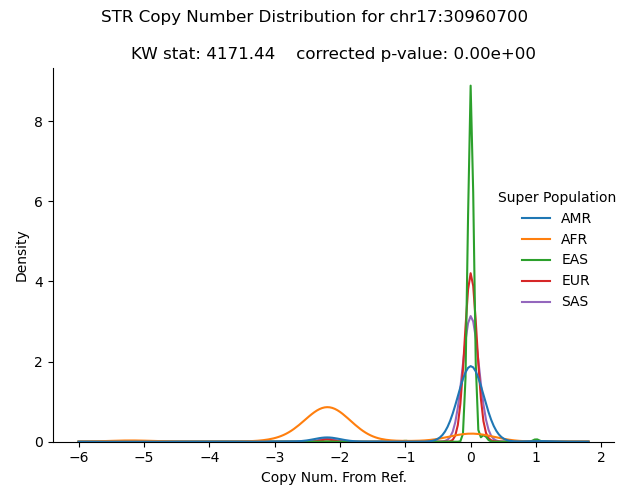 STR Copy Number Distribution for chr17:30960700
KW stat: 4171.44    corrected p-value: 0.00e+00
Density
8
6
4
2
0
Super Population
AMR
AFR
EAS
EUR
SAS
−6 −5 −4 −3 −2 −1 0 1 2
Copy Num. From Ref.